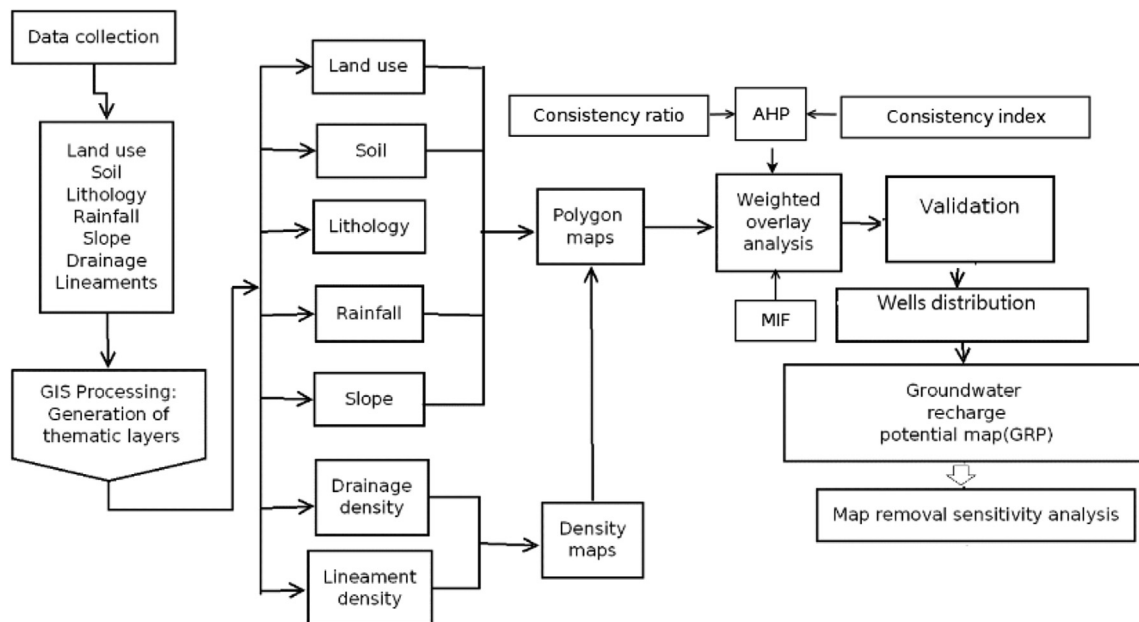 Data collection
Land use
Soil
Lithology
Rainfall
Slope
Drainage
Lineaments
GIS Processing:
Generation of
thematic layers
Land use
Soil
Lithology
Rainfall
Slope
Drainage
density
Lineament
density
Polygon
maps
Density
maps
Consistency ratio
AHP
Consistency index
Weighted
overlay
analysis
MIF
Validation
Wells distribution
Groundwater
recharge
potential map(GRP)
Map removal sensitivity analysis